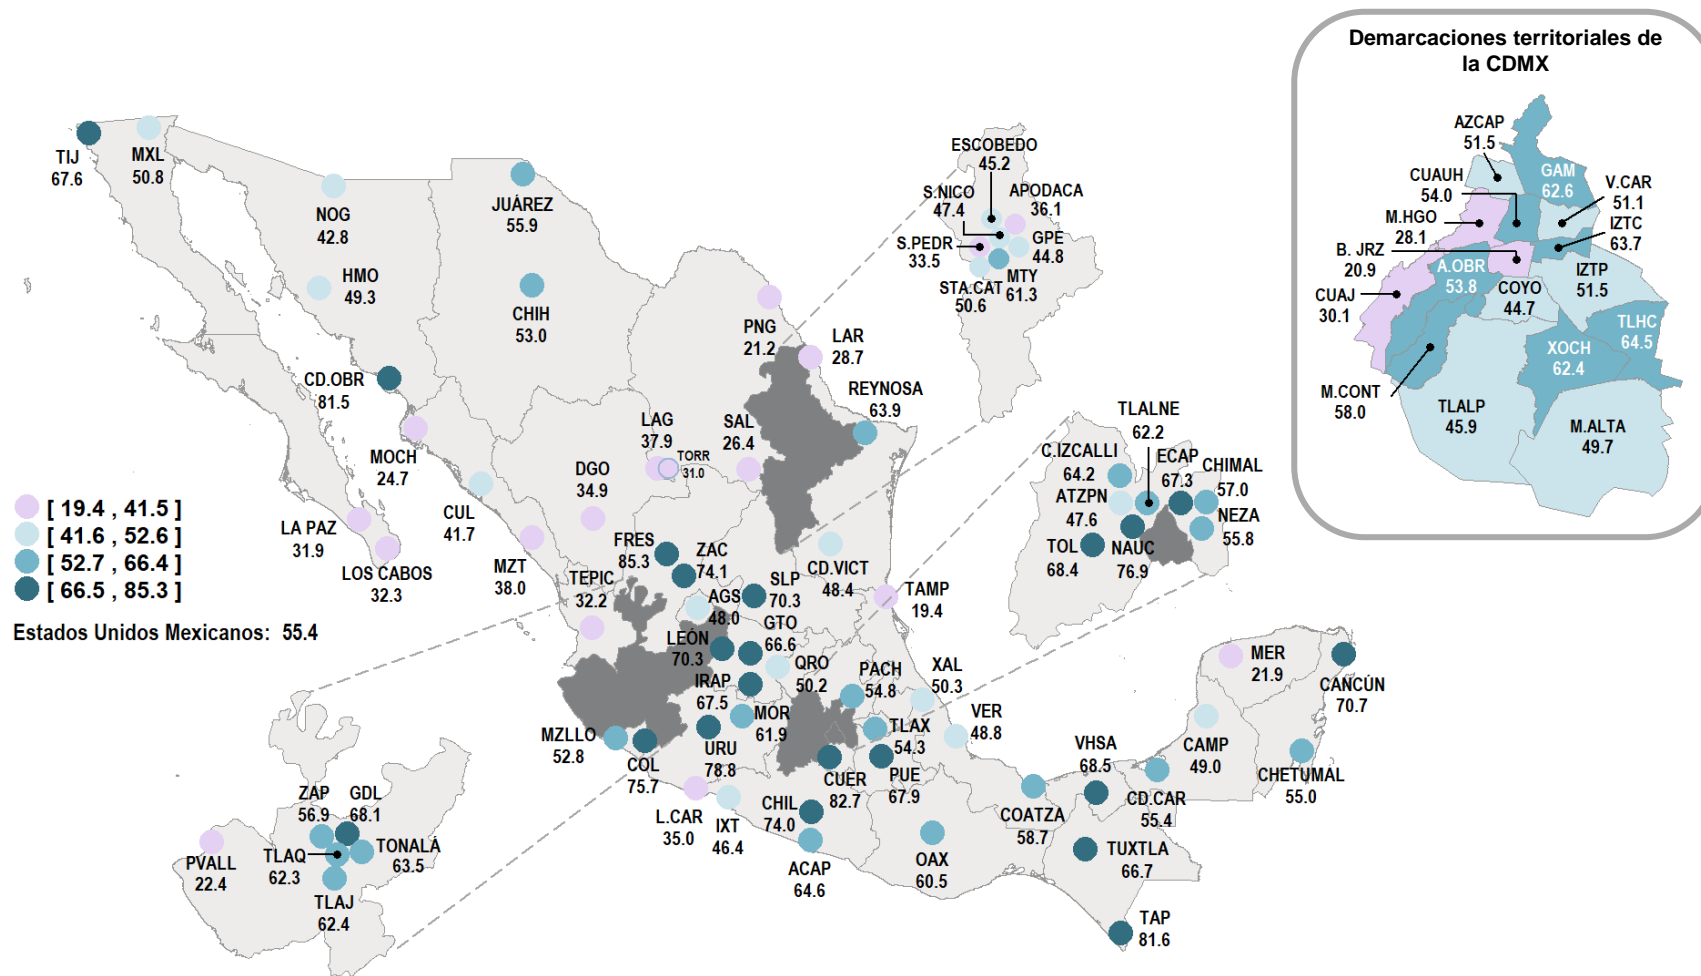 Demarcaciones territoriales de
la CDMX
AZCAP
51.5
CUAUH
54.0
GAM
62.6
V.CAR
51.1
M.HGO
28.1
IZTC
63.7
B. JRZ
20.9
A.OBR
53.8
COYO
44.7
IZTP
51.5
CUAJ
30.1
TLHC
64.5
XOCH
62.4
M.CONT
58.0
TLALP
45.9
M.ALTA
49.7
TIJ
67.6
MXL
50.8
NOG
42.8
HMO
49.3
JUÁREZ
55.9
CHIH
53.0
CD.OBR
81.5
MOCH
24.7
LA PAZ
31.9
LOS CABOS
32.3
CUL
41.7
MZT
38.0
DGO
34.9
LAG
37.9
TORR
31.0
SAL
26.4
PNG
21.2
LAR
28.7
REYNOSA
63.9
ESCOBEDO
45.2
S.NICO
47.4
APODACA
36.1
S.PEDR
33.5
GPE
44.8
STA.CAT
50.6
MTY
61.3
TLALNE
62.2
C.IZCALLI
64.2
ECAP
67.3
CHIMAL
57.0
ATZPN
47.6
NEZA
55.8
TOL
68.4
NAUC
76.9
[ 19.4 , 41.5 ]
[ 41.6 , 52.6 ]
[ 52.7 , 66.4 ]
[ 66.5 , 85.3 ]
Estados Unidos Mexicanos: 55.4
FRES
85.3
ZAC
74.1
TEPIC
32.2
AGS
48.0
SLP
70.3
CD.VICT
48.4
TAMP
19.4
LEÓN
70.3
GTO
66.6
IRAP
67.5
QRO
50.2
PACH
54.8
XAL
50.3
VER
48.8
MZLLO
52.8
COL
75.7
URU
78.8
MOR
61.9
TLAX
54.3
CUER
82.7
PUE
67.9
L.CAR
35.0
IXT
46.4
CHIL
74.0
ACAP
64.6
OAX
60.5
COATZA
58.7
VHSA
68.5
CD.CAR
55.4
TUXTLA
66.7
TAP
81.6
CAMP
49.0
MER
21.9
CANCÚN
70.7
CHETUMAL
55.0
ZAP
56.9
GDL
68.1
TONALÁ
63.5
PVALL
22.4
TLAQ
62.3
TLAJ
62.4